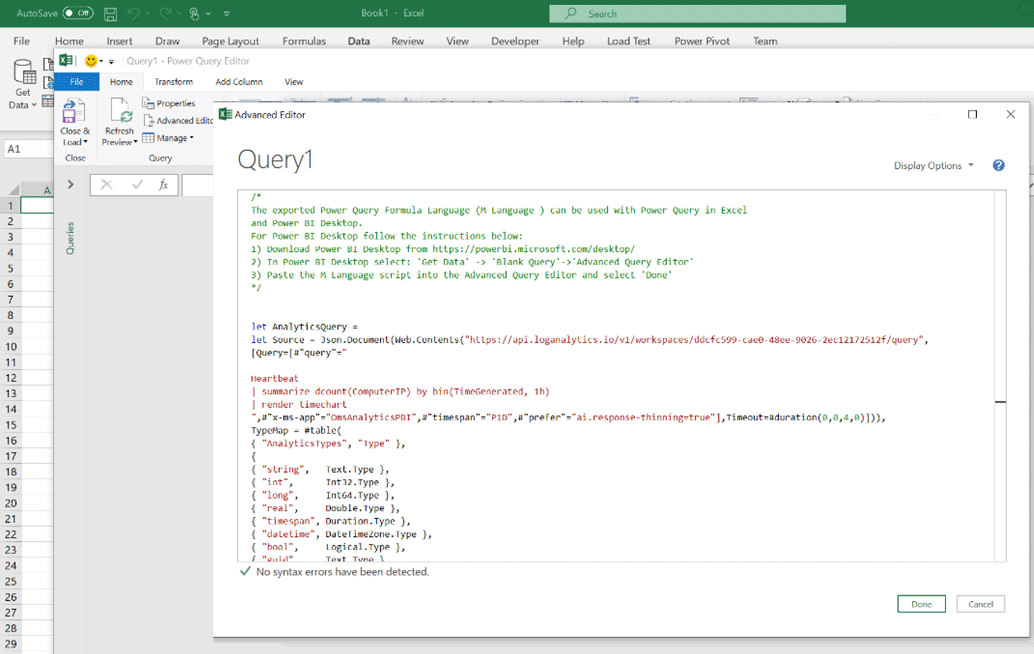 AutoSave Off Book1 - Excel Search
File Home Insert Draw Page Layout Formulas Data Review View Developer Help Load Test Power Pivot Team
Query1 - Power Query Editor
File Home Transform Add Column View
Get
Data
Close &
Load
Close
Refresh
Preview
Properties
Advanced Edito
Manage
Query
A1
fx
A
Queries
1
2
3
4
5
6
7
8
9
10
11
12
13
14
15
16
17
18
19
20
21
22
23
24
25
26
27
28
29
Advanced Editor
Query1
Display Options
/*
The exported Power Query Formula Language (M Language ) can be used with Power Query in Excel
and Power BI Desktop.
For Power BI Desktop follow the instructions below:
1) Download Power BI Desktop from https://powerbi.microsoft.com/desktop/
2) In Power BI Desktop select: 'Get Data' -> 'Blank Query'->'Advanced Query Editor'
3) Paste the M Language script into the Advanced Query Editor and select 'Done'
*/
let AnalyticsQuery =
let Source = Json.Document(Web.Contents("https://api.loganalytics.io/v1/workspaces/ddcfc599-cae0-48ee-9026-2ec12172512f/query",
[Query=[#"query"="
Heartbeat
| summarize dcount(ComputerIP) by bin(TimeGenerated, 1h)
| render timechart
",#"x-ms-app"="OmsAnalyticsPBI",#"timespan"="P1D",#"prefer"="ai.response-thinning=true"],Timeout=#duration(0,0,4,0)])),
TypeMap = #table(
{ "AnalyticsTypes", "Type" },
{
{ "string", Text.Type },
{ "int", Int32.Type },
{ "long", Int64.Type },
{ "real", Double.Type },
{ "timespan", Duration.Type },
{ "datetime", DateTimeZone.Type },
{ "bool", Logical.Type },
{ "guid", Text.Type }
No syntax errors have been detected.
Done Cancel